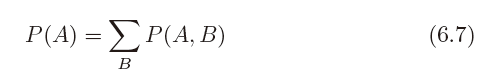 P(A) = ∑_B P(A, B) (6.7)